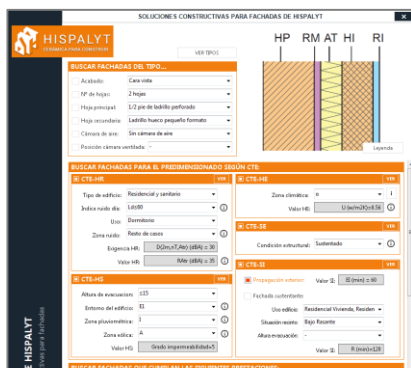 SOLUCIONES CONSTRUCTIVAS PARA FACHADAS DE HISPALYT
x
HISPALYT
CERÁMICA PARA CONSTRUIR
VER TIPOS
HP RM AT HI RI
BUSCAR FACHADAS DEL TIPO...
Acabado: Cara vista
Nº de hojas: 2 hojas
Hoja principal: 1/2 pie de ladrillo perforado
Hoja secundaria: Ladrillo hueco pequeño formato
Cámara de aire: Sin cámara de aire
Posición cámara ventilada: -
Leyenda
BUSCAR FACHADAS PARA EL PREDIMENSIONADO SEGÚN CTE:
CTE-HR VER
Tipo de edificio: Residencial y sanitario
Indice ruido día: Ld≤60
Uso: Dormitorio
Zona ruido: Resto de casos
Exigencia HR: D(2m,nT,Atr) (dBA) = 30
Valor HR: RAtr (dBA) = 35
CTE-HS VER
Altura de evacuacion: ≤15
Entorno del edificio: E1
Zona pluviométrica: I
Zona eólica: A
Valor HS: Grado impermeabilidad=5
CTE-HE VER
Zona climática: α
Valor HE: U (w/m2K)=0.56
CTE-SE VER
Condición estructural: Sustentado
CTE-SI VER
Propagación exterior Valor SI: EI (min) = 60
Fachada sustentante:
Uso edificio: Residencial Vivienda, Residen
Situación recinto: Bajo Rasante
Altura evacuación: -
Valor SI: R (min)=120
BUSCAR FACHADAS QUE CUMPLAN LAS SIGUIENTES PRESTACIONES:
E HISPALYT
ivas para fachadas